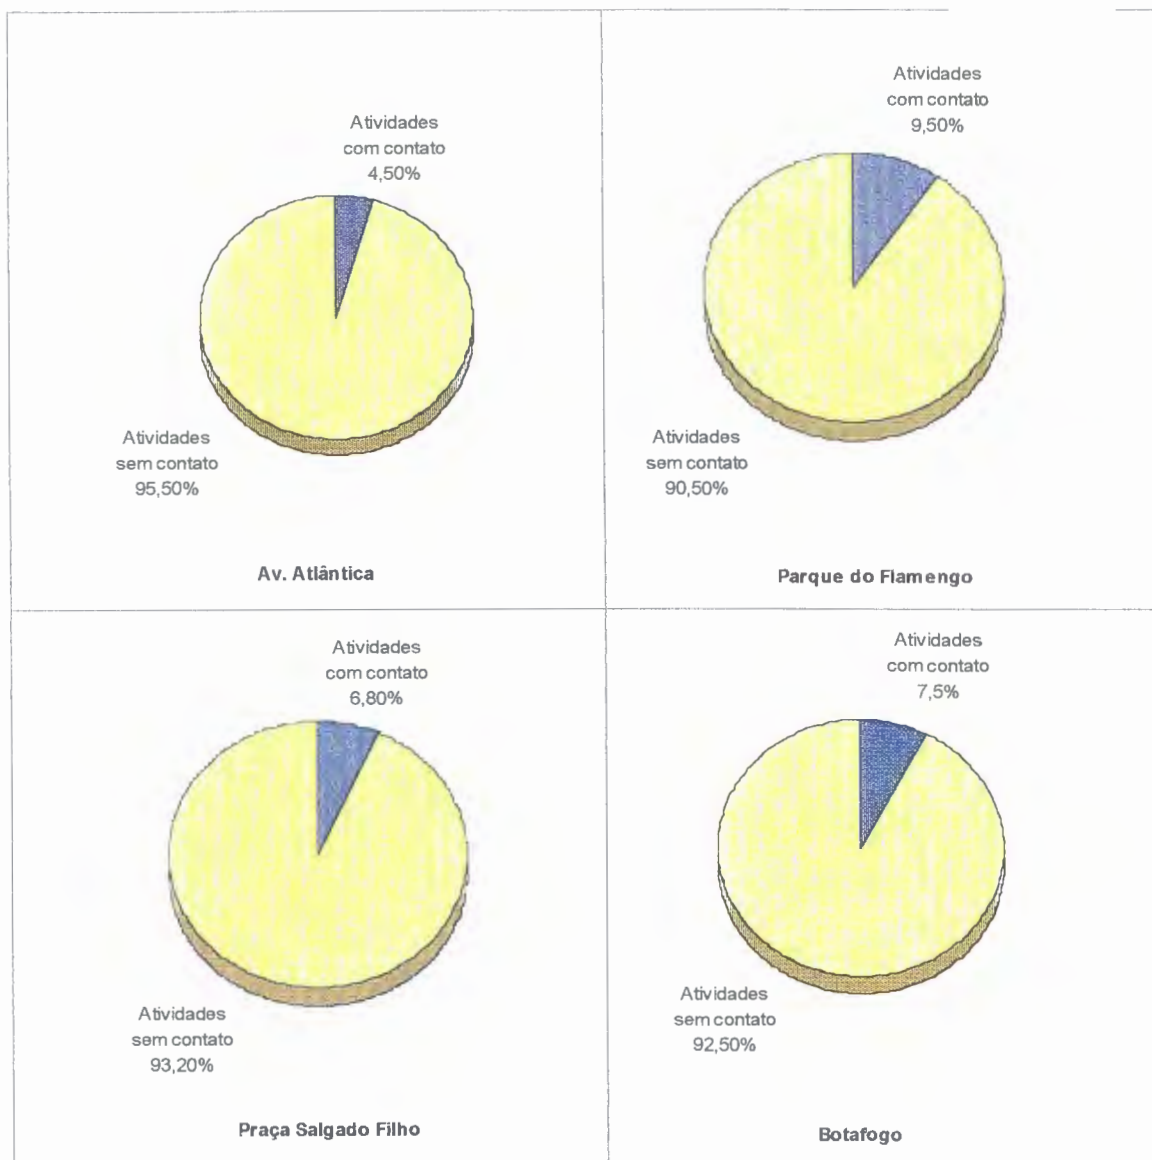 Atividades
com contato
4,50%
Atividades
sem contato
95,50%
Av. Atlântica
Atividades
com contato
9,50%
Atividades
sem contato
90,50%
Parque do Flamengo
Atividades
com contato
6,80%
Atividades
sem contato
93,20%
Praça Salgado Filho
Atividades
com contato
7,5%
Atividades
sem contato
92,50%
Botafogo